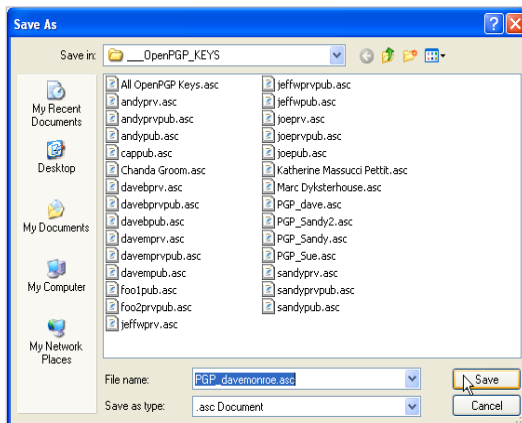 Save As
Save in:
___OpenPGP_KEYS
My Recent
Documents
Desktop
My Documents
My Computer
My Network
Places
All OpenPGP Keys.asc
andyprv.asc
andyprvpub.asc
andypub.asc
cappub.asc
Chanda Groom.asc
davebprv.asc
davebprvpub.asc
davebpub.asc
davemprv.asc
davemprvpub.asc
davempub.asc
foo1pub.asc
foo2prvpub.asc
jeffwprv.asc
jeffwprvpub.asc
jeffwpub.asc
joeprv.asc
joeprvpub.asc
joepub.asc
Katherine Massucci Pettit.asc
Marc Dyksterhouse.asc
PGP_dave.asc
PGP_Sandy2.asc
PGP_Sandy.asc
PGP_Sue.asc
sandyprv.asc
sandyprvpub.asc
sandypub.asc
File name:
PGP_davemonroe.asc
Save
Save as type:
.asc Document
Cancel